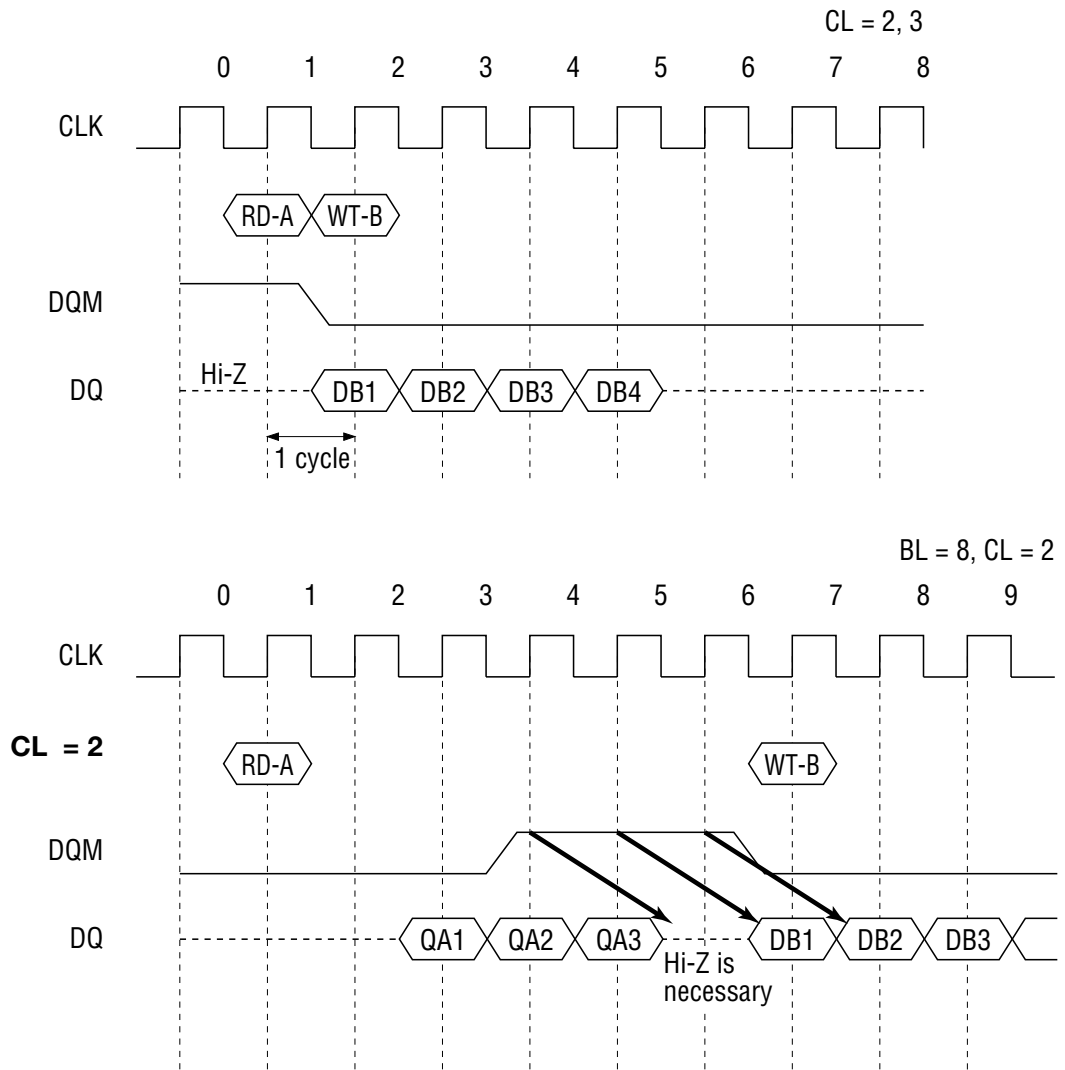 CL = 2, 3
0 1 2 3 4 5 6 7 8
CLK
RD-A WT-B
DQM
Hi-Z
DQ DB1 DB2 DB3 DB4
1 cycle
BL = 8, CL = 2
0 1 2 3 4 5 6 7 8 9
CLK
CL = 2
RD-A WT-B
DQM
DQ QA1 QA2 QA3 DB1 DB2 DB3
Hi-Z is
necessary